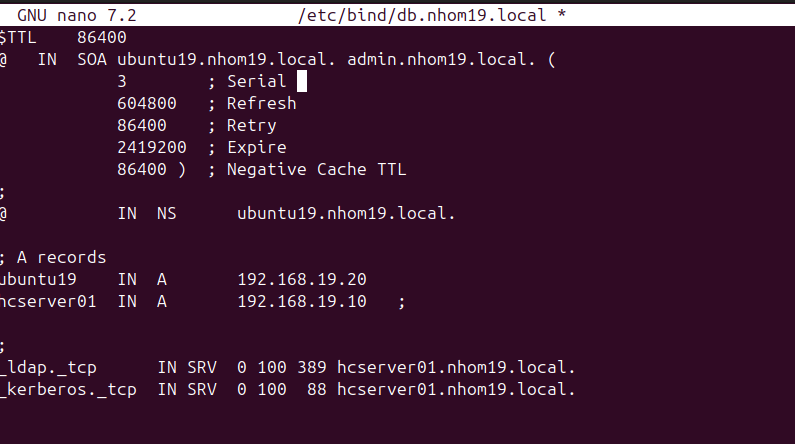 GNU nano 7.2 /etc/bind/db.nhom19.local *
$TTL 86400
@ IN SOA ubuntu19.nhom19.local. admin.nhom19.local. (
3 ; Serial
604800 ; Refresh
86400 ; Retry
2419200 ; Expire
86400 ) ; Negative Cache TTL
;
@ IN NS ubuntu19.nhom19.local.
; A records
ubuntu19 IN A 192.168.19.20
hcserver01 IN A 192.168.19.10 ;
;
_ldap._tcp IN SRV 0 100 389 hcserver01.nhom19.local.
_kerberos._tcp IN SRV 0 100 88 hcserver01.nhom19.local.